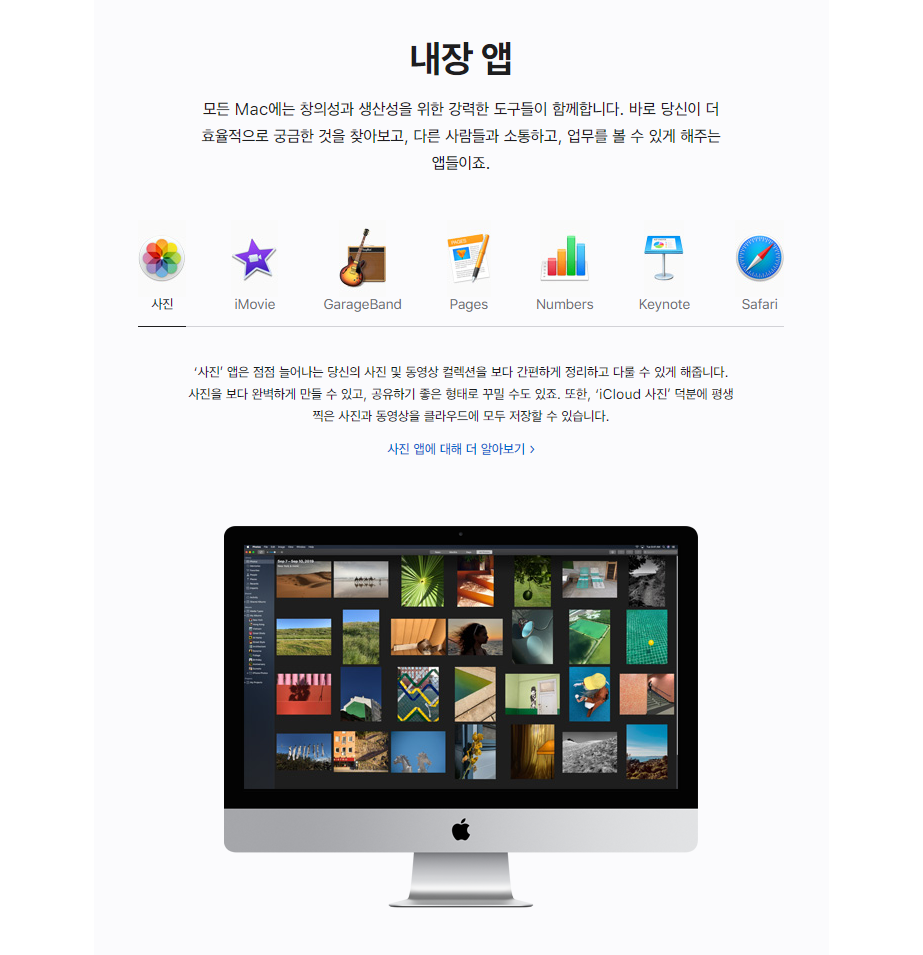 내장 앱
모든 Mac에는 창의성과 생산성을 위한 강력한 도구들이 함께합니다. 바로 당신이 더
효율적으로 궁금한 것을 찾아보고, 다른 사람들과 소통하고, 업무를 볼 수 있게 해주는
앱들이죠.
PAGES
사진 iMovie GarageBand Pages Numbers Keynote Safari
‘사진’ 앱은 점점 늘어나는 당신의 사진 및 동영상 컬렉션을 보다 간편하게 정리하고 다룰 수 있게 해줍니다.
사진을 보다 완벽하게 만들 수 있고, 공유하기 좋은 형태로 꾸밀 수도 있죠. 또한, ‘iCloud 사진’ 덕분에 평생
찍은 사진과 동영상을 클라우드에 모두 저장할 수 있습니다.
사진 앱에 대해 더 알아보기 >